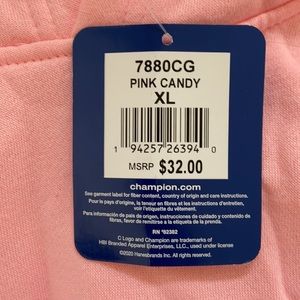 7880CG
PINK CANDY
XL
1 94257 26394 0
MSRP $32.00
champion.com
See garment label for fiber content, country of origin and care instructions.
Pour le pays d'origine, la teneur en fibres et les instructions d'entretien,
voir l'étiquette du vêtement.
Para información de país de origen, instrucciones de cuidado y contenido
de fibras, favor de remitirse a la etiqueta de la prenda.
RN #92392
C Logo and Champion are trademarks of
HBI Branded Apparel Enterprises, LLC., used under license
©2020 Hanesbrands Inc. All rights reserved.